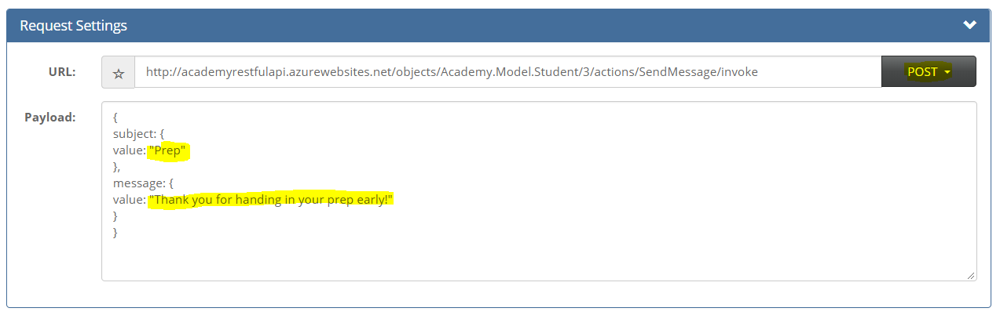 Request Settings
URL:
http://academyrestfulapi.azurewebsites.net/objects/Academy.Model.Student/3/actions/SendMessage/invoke
POST
Payload:
{
subject: {
value: "Prep"
},
message: {
value: "Thank you for handing in your prep early!"
}
}